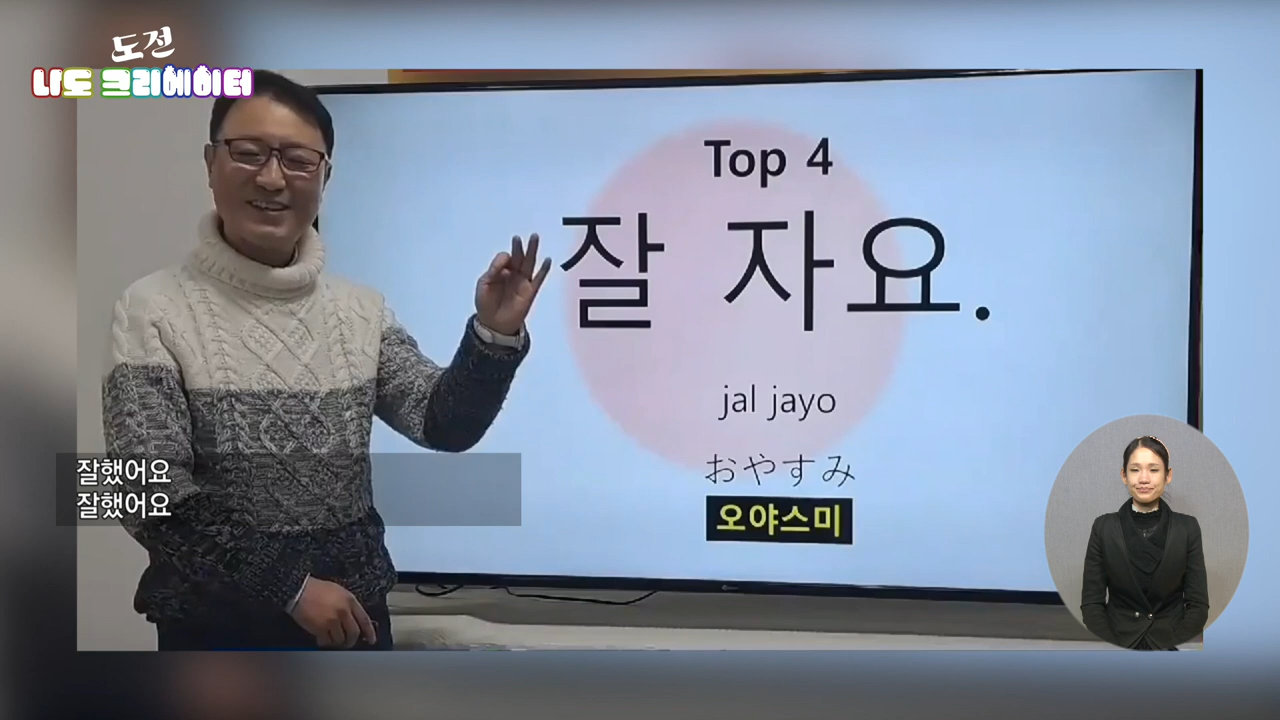 도전
나도 크리에이터
Top 4
잘 자요.
jal jayo
おやすみ
오야스미
잘했어요
잘했어요